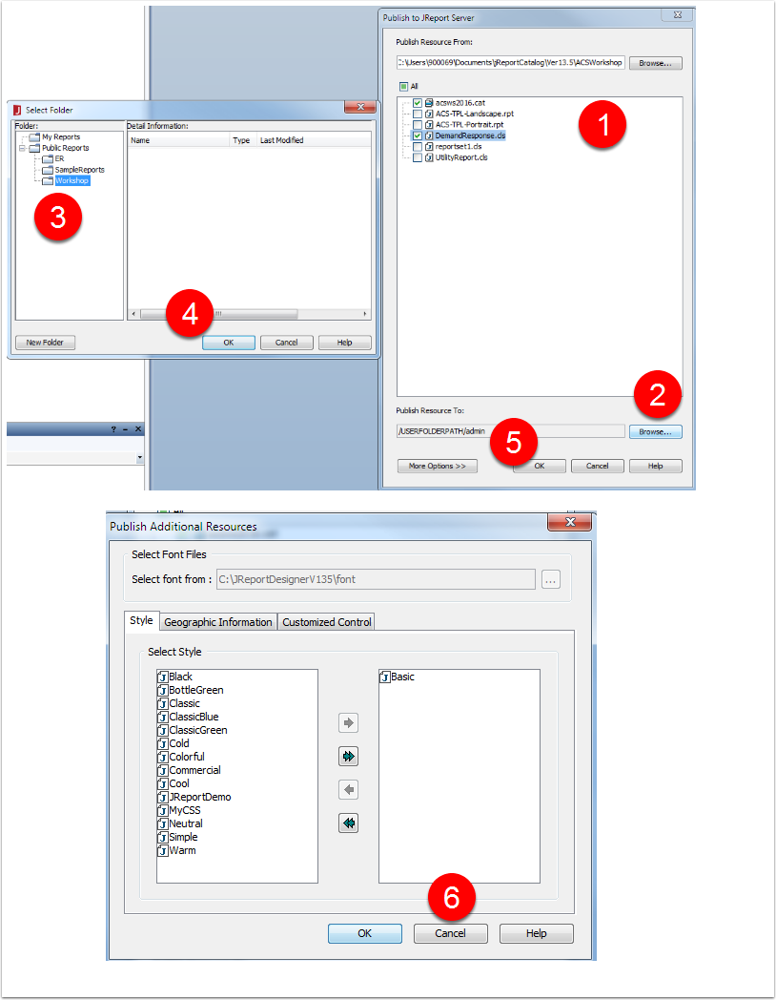 Publish to JReport Server
Publish Resource From:
C:\Users\900069\Documents\jReportCatalog\Ver13.5\ACSWorkshop
Browse...
All
acsws2016.cat
ACS-TPL-Landscape.rpt
ACS-TPL-Portrait.rpt
DemandResponse.cls
reportset1.cls
UtilityReport.cls
1
Select Folder
Folder:
Detail Information:
My Reports
Public Reports
ER
SampleReports
Workshop
Name Type Last Modified
3
4
New Folder OK Cancel Help
2
Publish Resource To:
/USERFOLDERPATH/admin
Browse...
5
More Options >> OK Cancel Help
? - x
All
Publish Additional Resources
Select Font Files
Select font from : C:\JReportDesignerV135\font ...
Style Geographic Information Customized Control
Select Style
Black
BottleGreen
Classic
ClassicBlue
ClassicGreen
Cold
Colorful
Commercial
Cool
JReportDemo
MyCSS
Neutral
Simple
Warm
Basic
6
OK Cancel Help